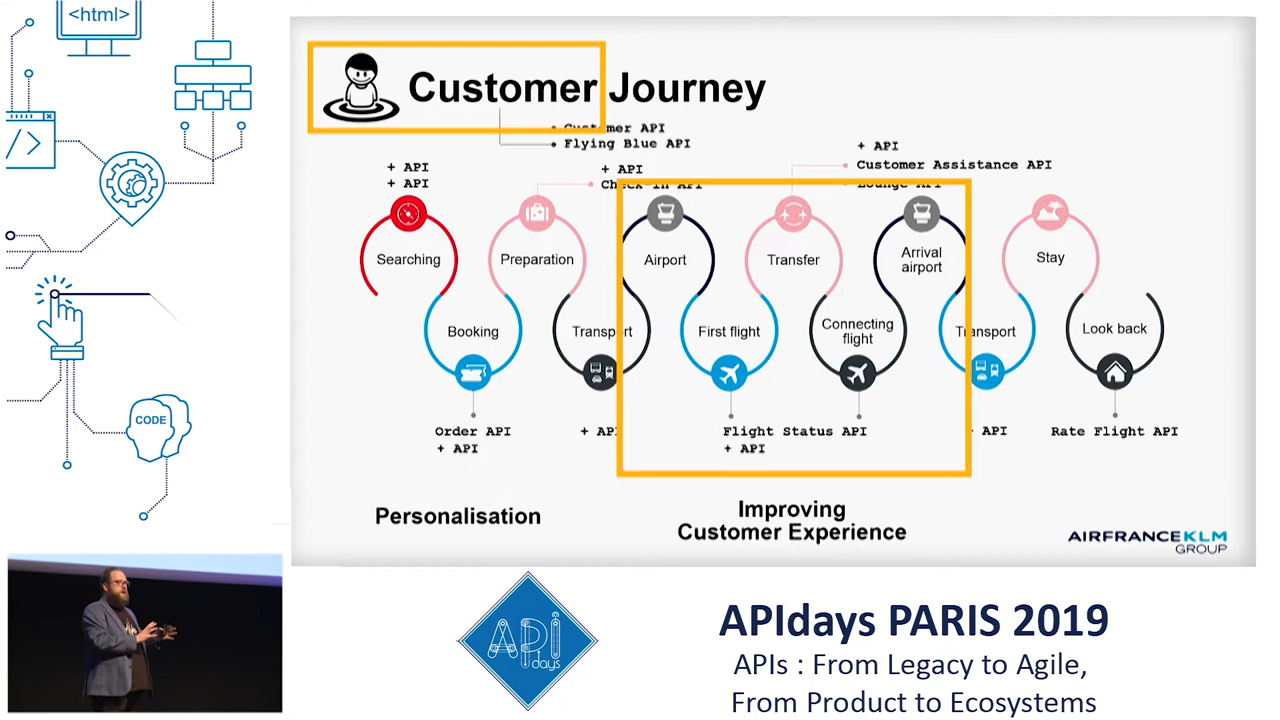 <html>
</>
CODE
Customer Journey
Customer API
Flying Blue API
+ API
+ API
+ API
Check-in API
+ API
Customer Assistance API
Lounge API
Searching
Preparation
Airport
Transfer
Arrival
airport
Stay
Booking
Transport
First flight
Connecting
flight
Transport
Look back
Order API
+ API
+ API
Flight Status API
+ API
+ API
Rate Flight API
Personalisation
Improving
Customer Experience
AIRFRANCE KLM
GROUP
API
days
APIdays PARIS 2019
APIs : From Legacy to Agile,
From Product to Ecosystems